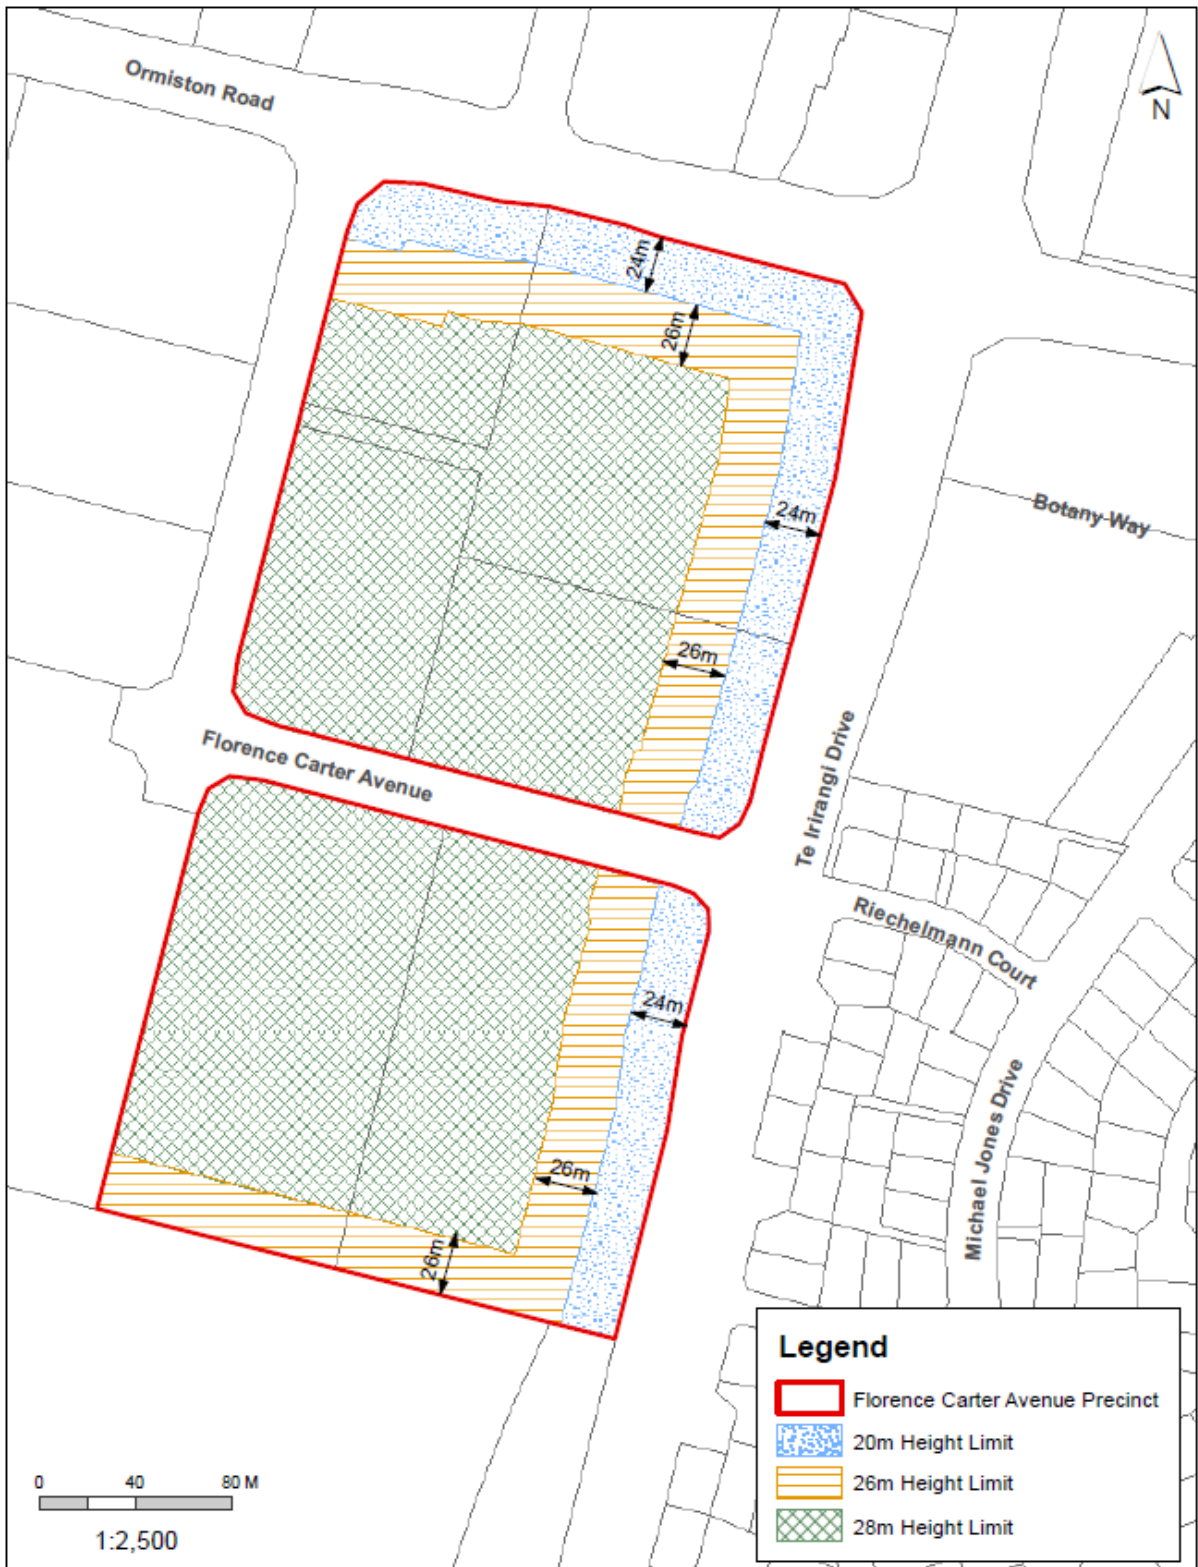 Ormiston Road
N
24m
26m
24m
Botany Way
26m
Florence Carter Avenue
Te Irirangi Drive
Riechelmann Court
24m
Michael Jones Drive
26m
26m
Legend
Florence Carter Avenue Precinct
20m Height Limit
26m Height Limit
28m Height Limit
0 40 80 M
1:2,500